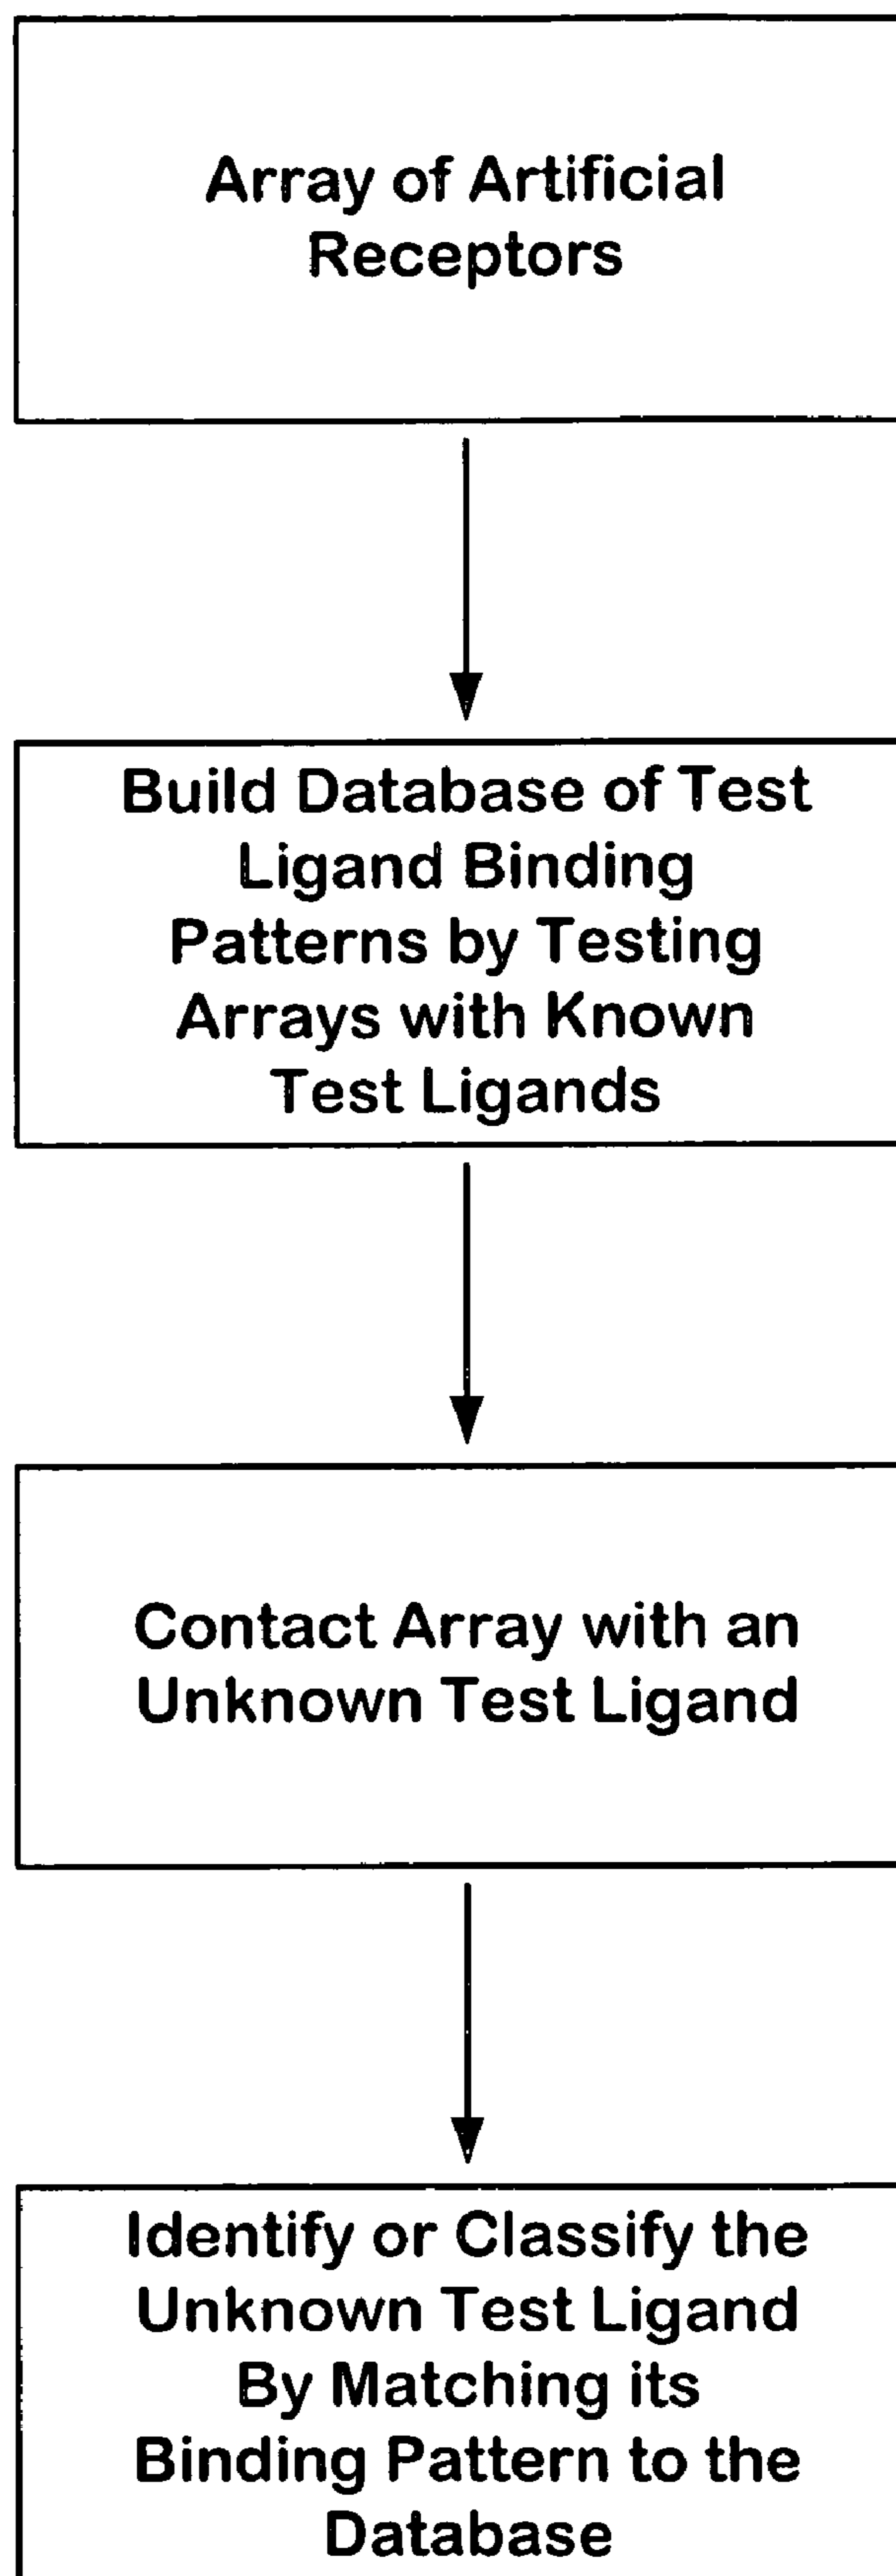 Array of Artificial
Receptors
Build Database of Test
Ligand Binding
Patterns by Testing
Arrays with Known
Test Ligands
Contact Array with an
Unknown Test Ligand
Identify or Classify the
Unknown Test Ligand
By Matching its
Binding Pattern to the
Database